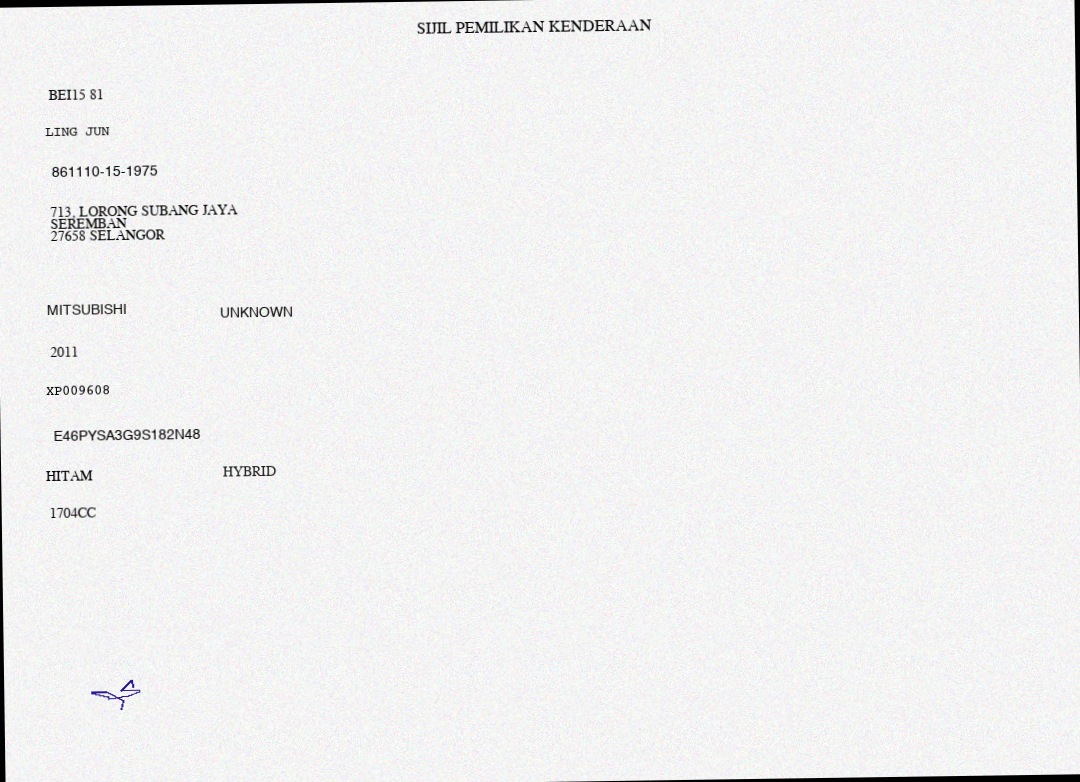 SIJIL PEMILIKAN KENDERAAN
BEI15 81
LING JUN
861110-15-1975
713, LORONG SUBANG JAYA
SEREMBAN
27658 SELANGOR
MITSUBISHI UNKNOWN
2011
XP009608
E46PYSA3G9S182N48
HITAM HYBRID
1704CC